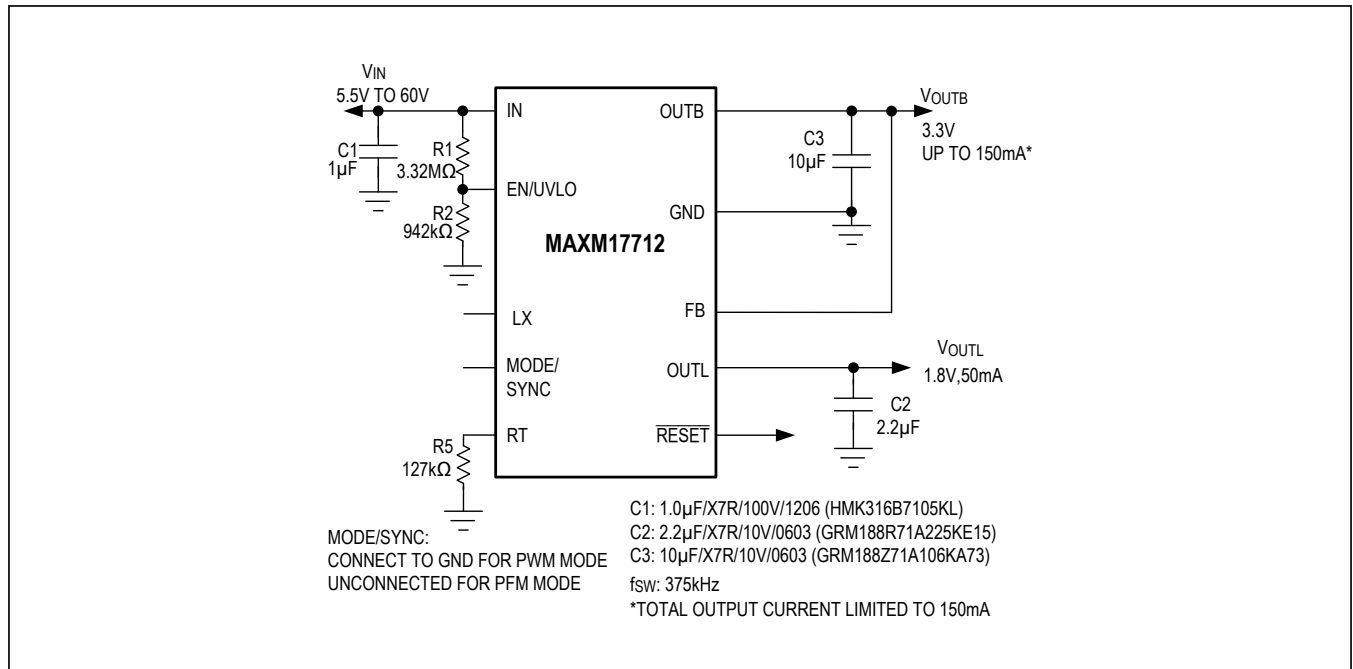 VIN
5.5V TO 60V
C1
1µF
R1
3.32MΩ
R2
942kΩ
IN
EN/UVLO
LX
MODE/
SYNC
RT
R5
127kΩ
MAXM17712
OUTB
GND
FB
OUTL
RESET
C3
10µF
VOUTB
3.3V
UP TO 150mA*
VOUTL
1.8V,50mA
C2
2.2µF
MODE/SYNC:
CONNECT TO GND FOR PWM MODE
UNCONNECTED FOR PFM MODE
C1: 1.0µF/X7R/100V/1206 (HMK316B7105KL)
C2: 2.2µF/X7R/10V/0603 (GRM188R71A225KE15)
C3: 10µF/X7R/10V/0603 (GRM188Z71A106KA73)
fSW: 375kHz
*TOTAL OUTPUT CURRENT LIMITED TO 150mA